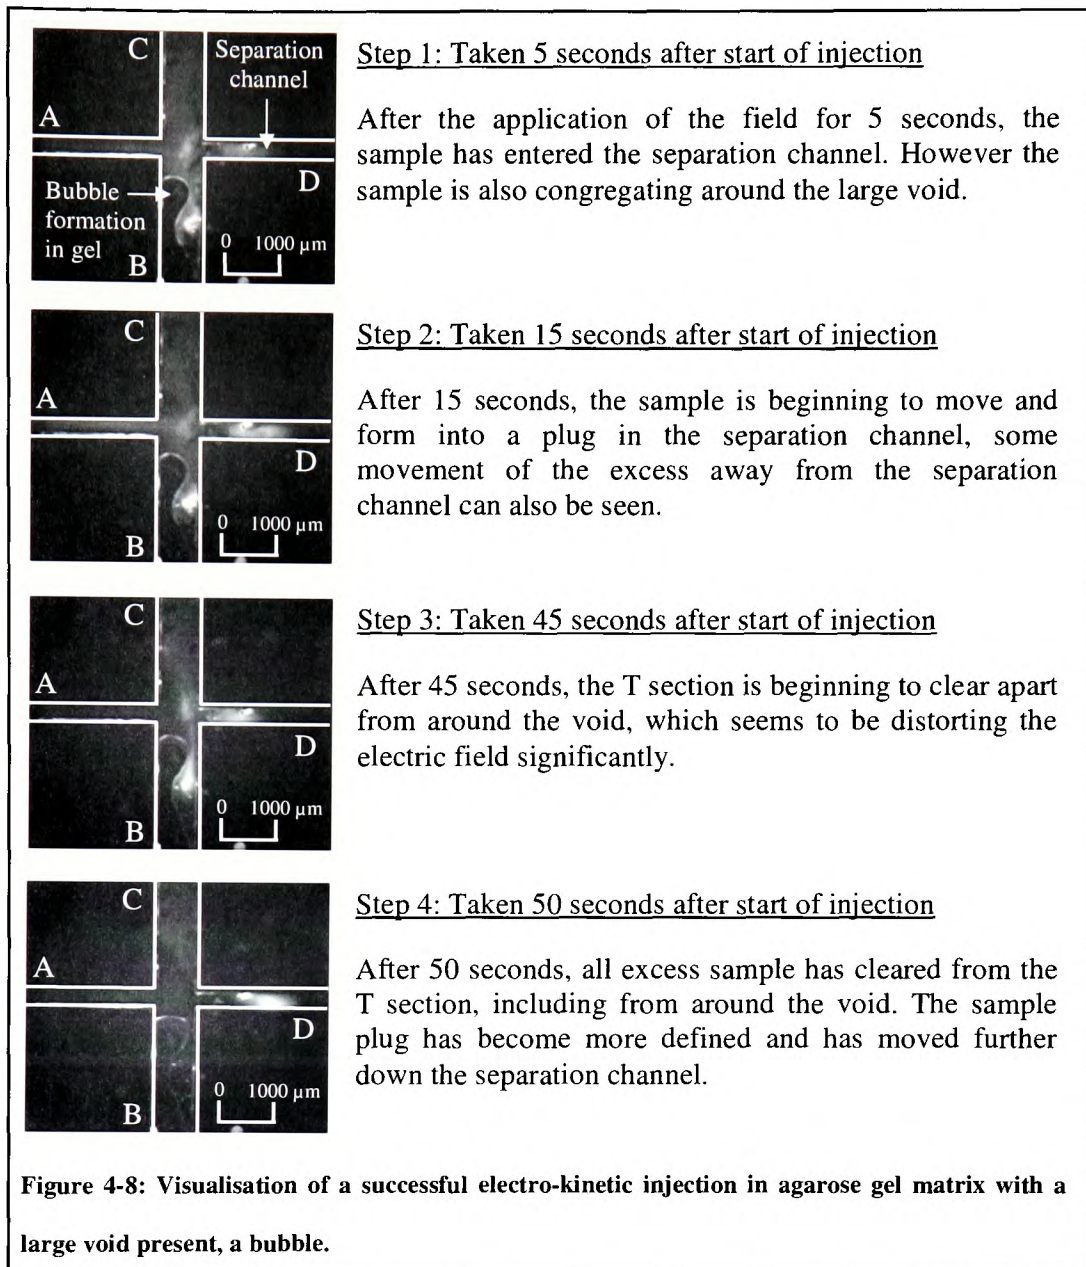 C
Separation
channel
A
D
Bubble
formation
in gel
0 1000 µm
B
Step 1: Taken 5 seconds after start of injection
After the application of the field for 5 seconds, the
sample has entered the separation channel. However the
sample is also congregating around the large void.
C
A
D
0 1000 µm
B
Step 2: Taken 15 seconds after start of injection
After 15 seconds, the sample is beginning to move and
form into a plug in the separation channel, some
movement of the excess away from the separation
channel can also be seen.
C
A
D
0 1000 µm
B
Step 3: Taken 45 seconds after start of injection
After 45 seconds, the T section is beginning to clear apart
from around the void, which seems to be distorting the
electric field significantly.
C
A
D
0 1000 µm
B
Step 4: Taken 50 seconds after start of injection
After 50 seconds, all excess sample has cleared from the
T section, including from around the void. The sample
plug has become more defined and has moved further
down the separation channel.
Figure 4-8: Visualisation of a successful electro-kinetic injection in agarose gel matrix with a
large void present, a bubble.